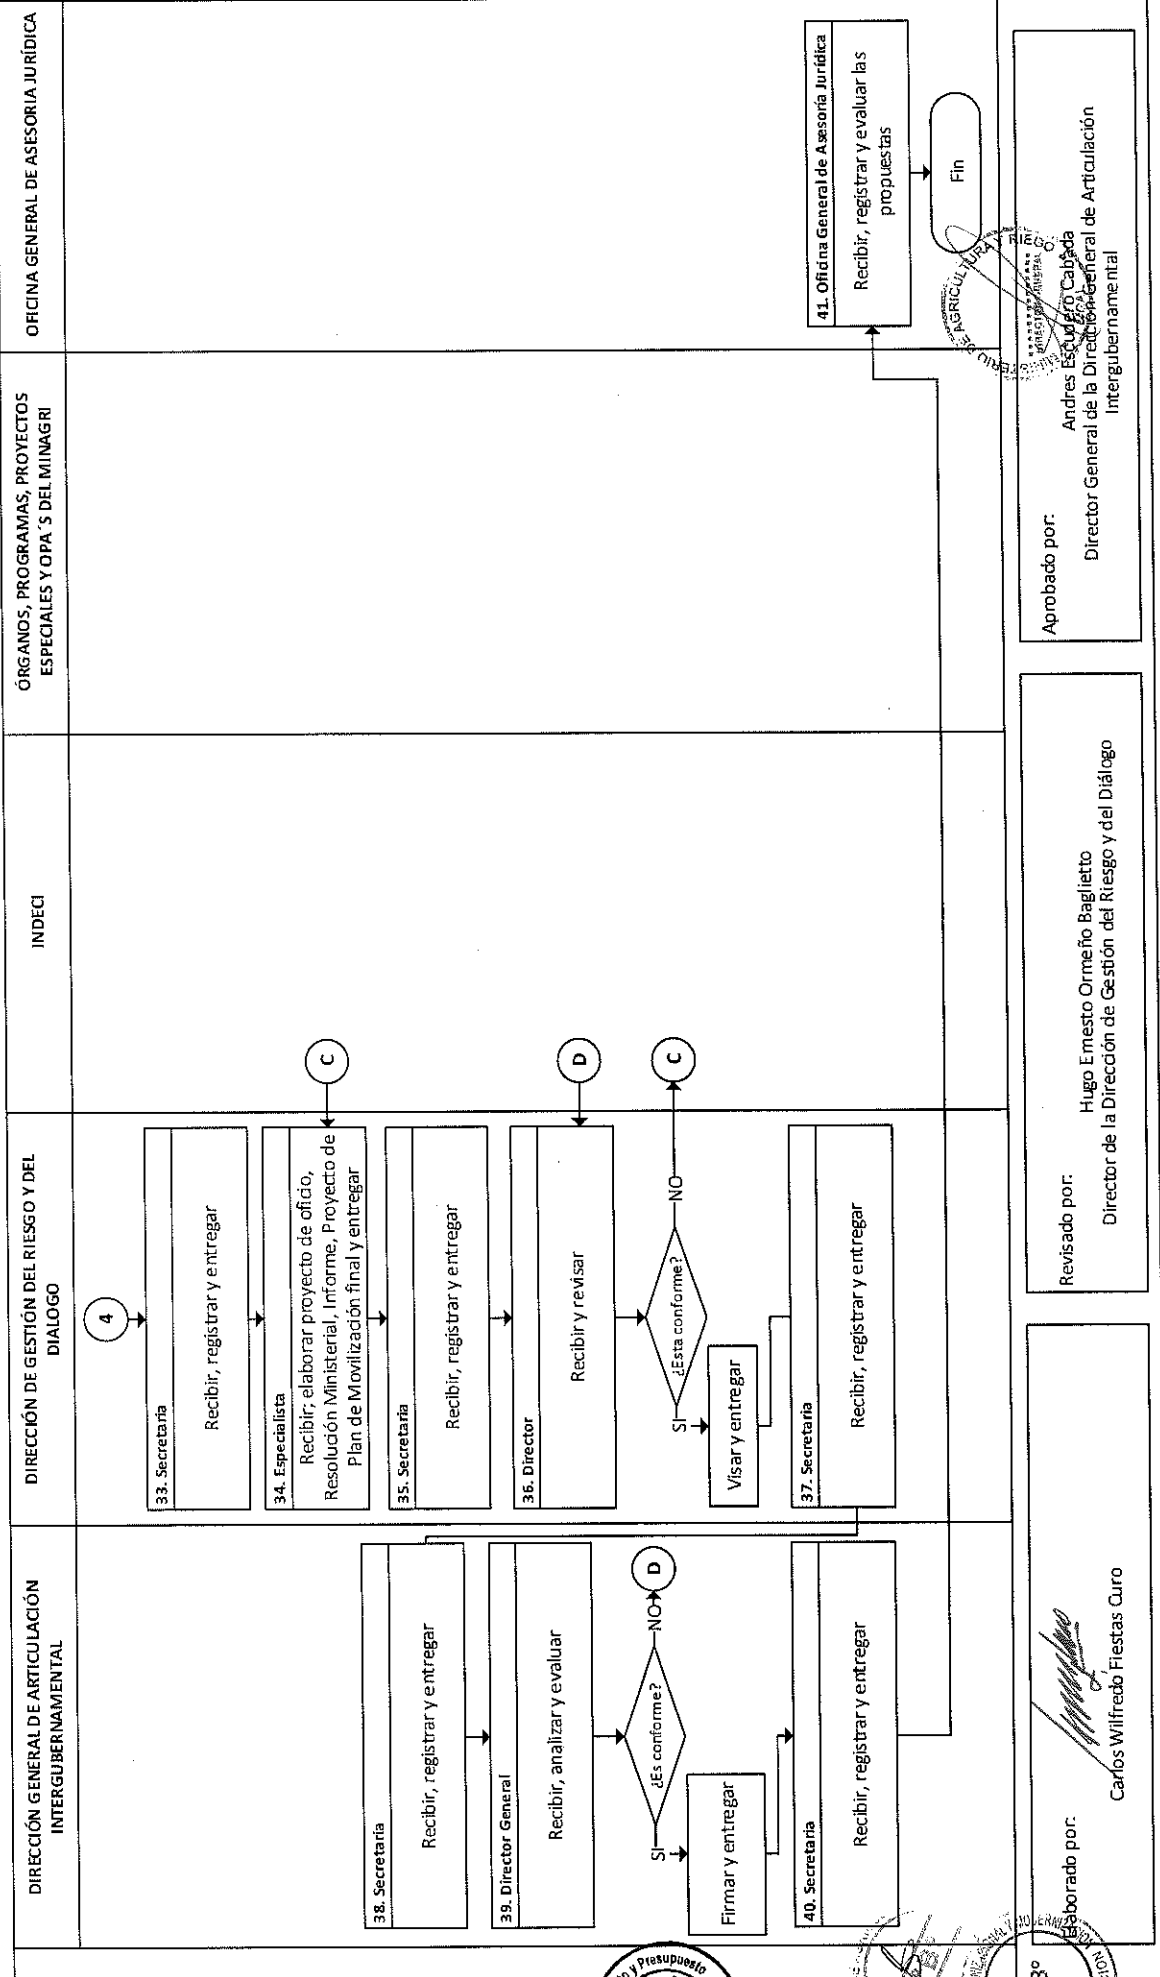 DIRECCIÓN GENERAL DE ARTICULACIÓN
INTERGUBERNAMENTAL
DIRECCIÓN DE GESTIÓN DEL RIESGO Y DEL
DIALOGO
INDECI
ÓRGANOS, PROGRAMAS, PROYECTOS
ESPECIALES Y OPA´S DEL MINAGRI
OFICINA GENERAL DE ASESORIA JURÍDICA
4
33. Secretaria
Recibir, registrar y entregar
34. Especialista
Recibir; elaborar proyecto de oficio,
Resolución Ministerial, Informe, Proyecto de
Plan de Movilización final y entregar
C
35. Secretaria
Recibir, registrar y entregar
36. Director
Recibir y revisar
D
¿Esta conforme?
NO
C
SI
Visar y entregar
37. Secretaria
Recibir, registrar y entregar
38. Secretaria
Recibir, registrar y entregar
39. Director General
Recibir, analizar y evaluar
¿Es conforme?
NO
D
SI
Firmar y entregar
40. Secretaria
Recibir, registrar y entregar
41. Oficina General de Asesoría Jurídica
Recibir, registrar y evaluar las
propuestas
Fin
Elaborado por:
Carlos Wilfredo Fiestas Curo
Revisado por:
Hugo Ernesto Ormeño Baglietto
Director de la Dirección de Gestión del Riesgo y del Diálogo
Aprobado por:
Andres Escudero Cabada
Director General de la Dirección General de Articulación
Intergubernamental
AGRICULTURA Y RIEGO
y Presupuesto